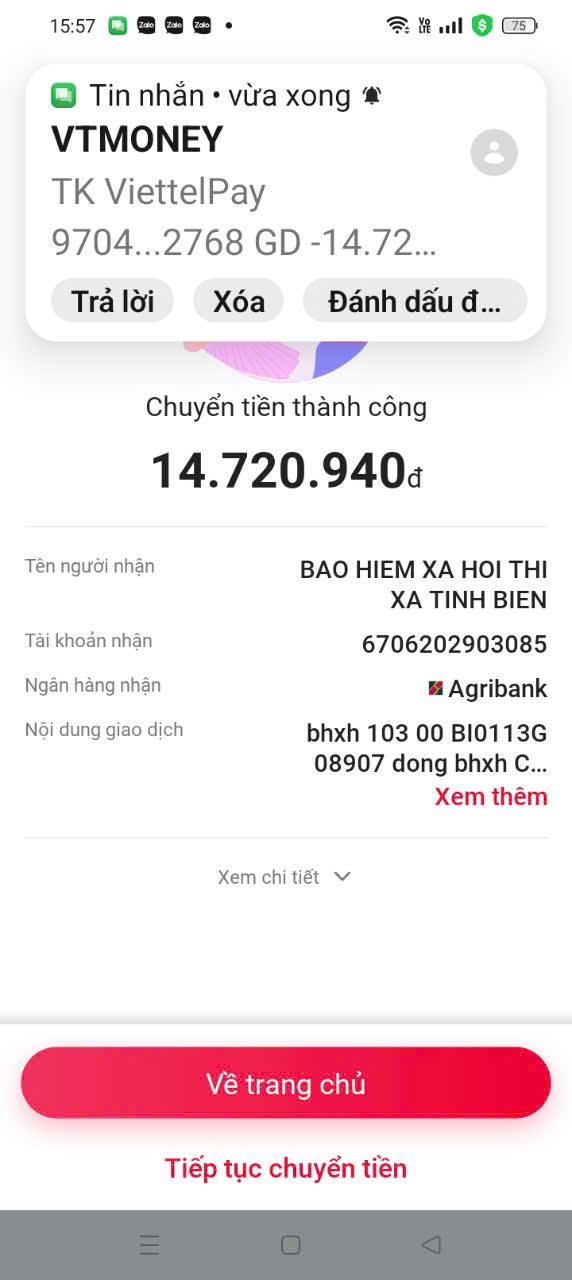 15:57 Zalo Zalo Zalo VoLTE 75
Tin nhắn • vừa xong
VTMONEY
TK ViettelPay
9704...2768 GD -14.72...
Trả lời Xóa Đánh dấu đ...
Chuyển tiền thành công
14.720.940đ
Tên người nhận BAO HIEM XA HOI THI
XA TINH BIEN
Tài khoản nhận 6706202903085
Ngân hàng nhận Agribank
Nội dung giao dịch bhxh 103 00 BI0113G
08907 dong bhxh C...
Xem thêm
Xem chi tiết
Về trang chủ
Tiếp tục chuyển tiền